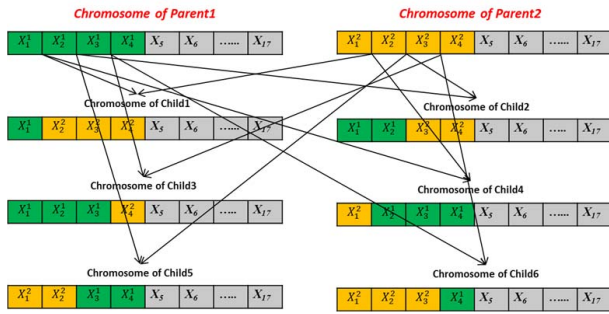 Chromosome of Parent1
Chromosome of Parent2
X₁¹ X₂¹ X₃¹ X₄¹ X₅ X₆ ...... X₁₇
X₁² X₂² X₃² X₄² X₅ X₆ ...... X₁₇
Chromosome of Child1
Chromosome of Child2
X₁¹ X₂² X₃² X₄² X₅ X₆ ...... X₁₇
X₁¹ X₂¹ X₃² X₄² X₅ X₆ ...... X₁₇
Chromosome of Child3
Chromosome of Child4
X₁¹ X₂¹ X₃¹ X₄² X₅ X₆ ...... X₁₇
X₁² X₂¹ X₃¹ X₄¹ X₅ X₆ ...... X₁₇
Chromosome of Child5
Chromosome of Child6
X₁² X₂² X₃¹ X₄¹ X₅ X₆ ...... X₁₇
X₁² X₂² X₃² X₄¹ X₅ X₆ ...... X₁₇